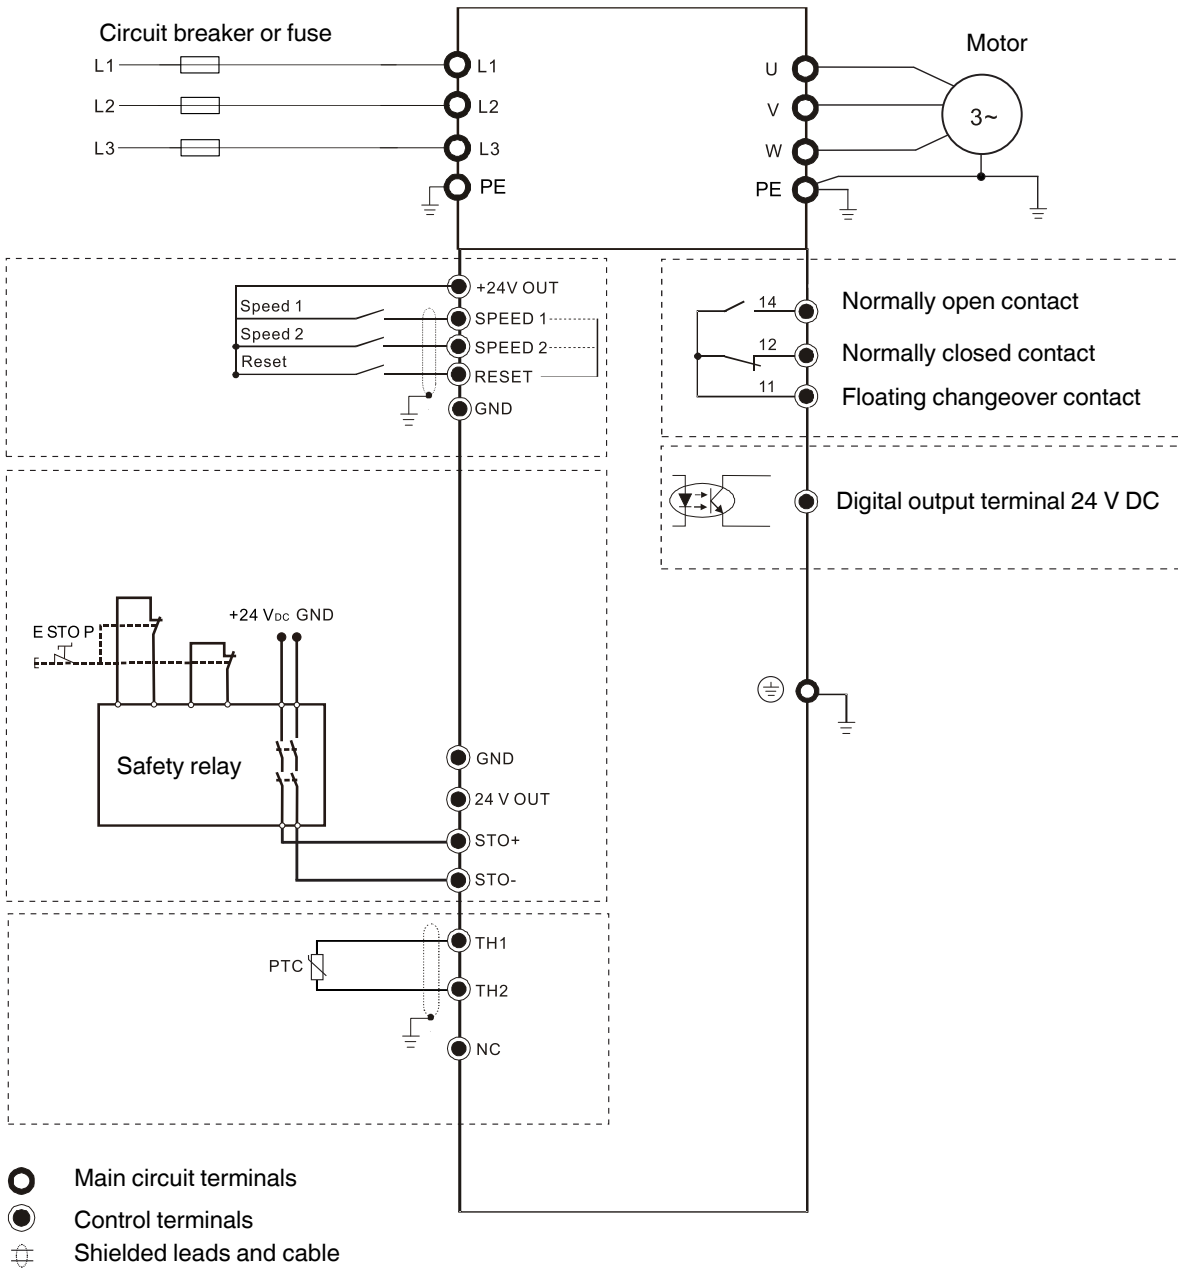 Circuit breaker or fuse
Motor
L1
L1
U
L2
L2
V
3~
L3
L3
W
PE
PE
+24V OUT
Speed 1
SPEED 1
Speed 2
SPEED 2
Reset
RESET
GND
14
Normally open contact
12
Normally closed contact
11
Floating changeover contact
Digital output terminal 24 V DC
+24 VDC GND
E STOP
Safety relay
GND
24 V OUT
STO+
STO-
PTC
TH1
TH2
NC
Main circuit terminals
Control terminals
Shielded leads and cable